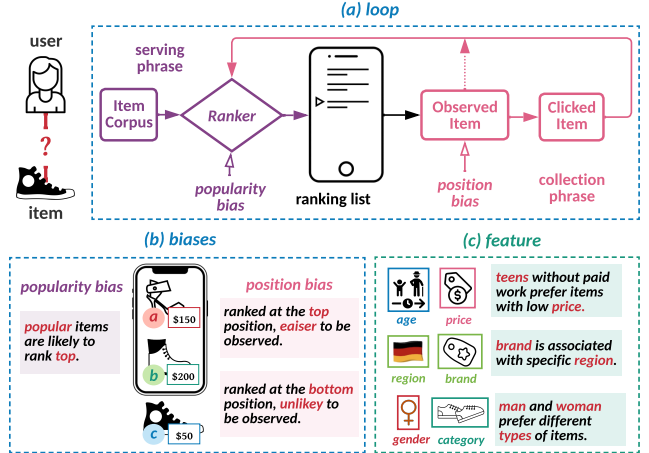 (a) loop
user
?
item
serving
phrase
Item
Corpus
Ranker
popularity
bias
ranking list
Observed
Item
Clicked
Item
position
bias
collection
phrase
(b) biases
popularity bias
popular items
are likely to
rank top.
a
$150
b
$200
c
$50
position bias
ranked at the top
position, eaiser to be
observed.
ranked at the bottom
position, unlikey to
be observed.
(c) feature
age
price
$
teens without paid
work prefer items
with low price.
region
brand
brand is associated
with specific region.
gender
category
man and woman
prefer different
types of items.